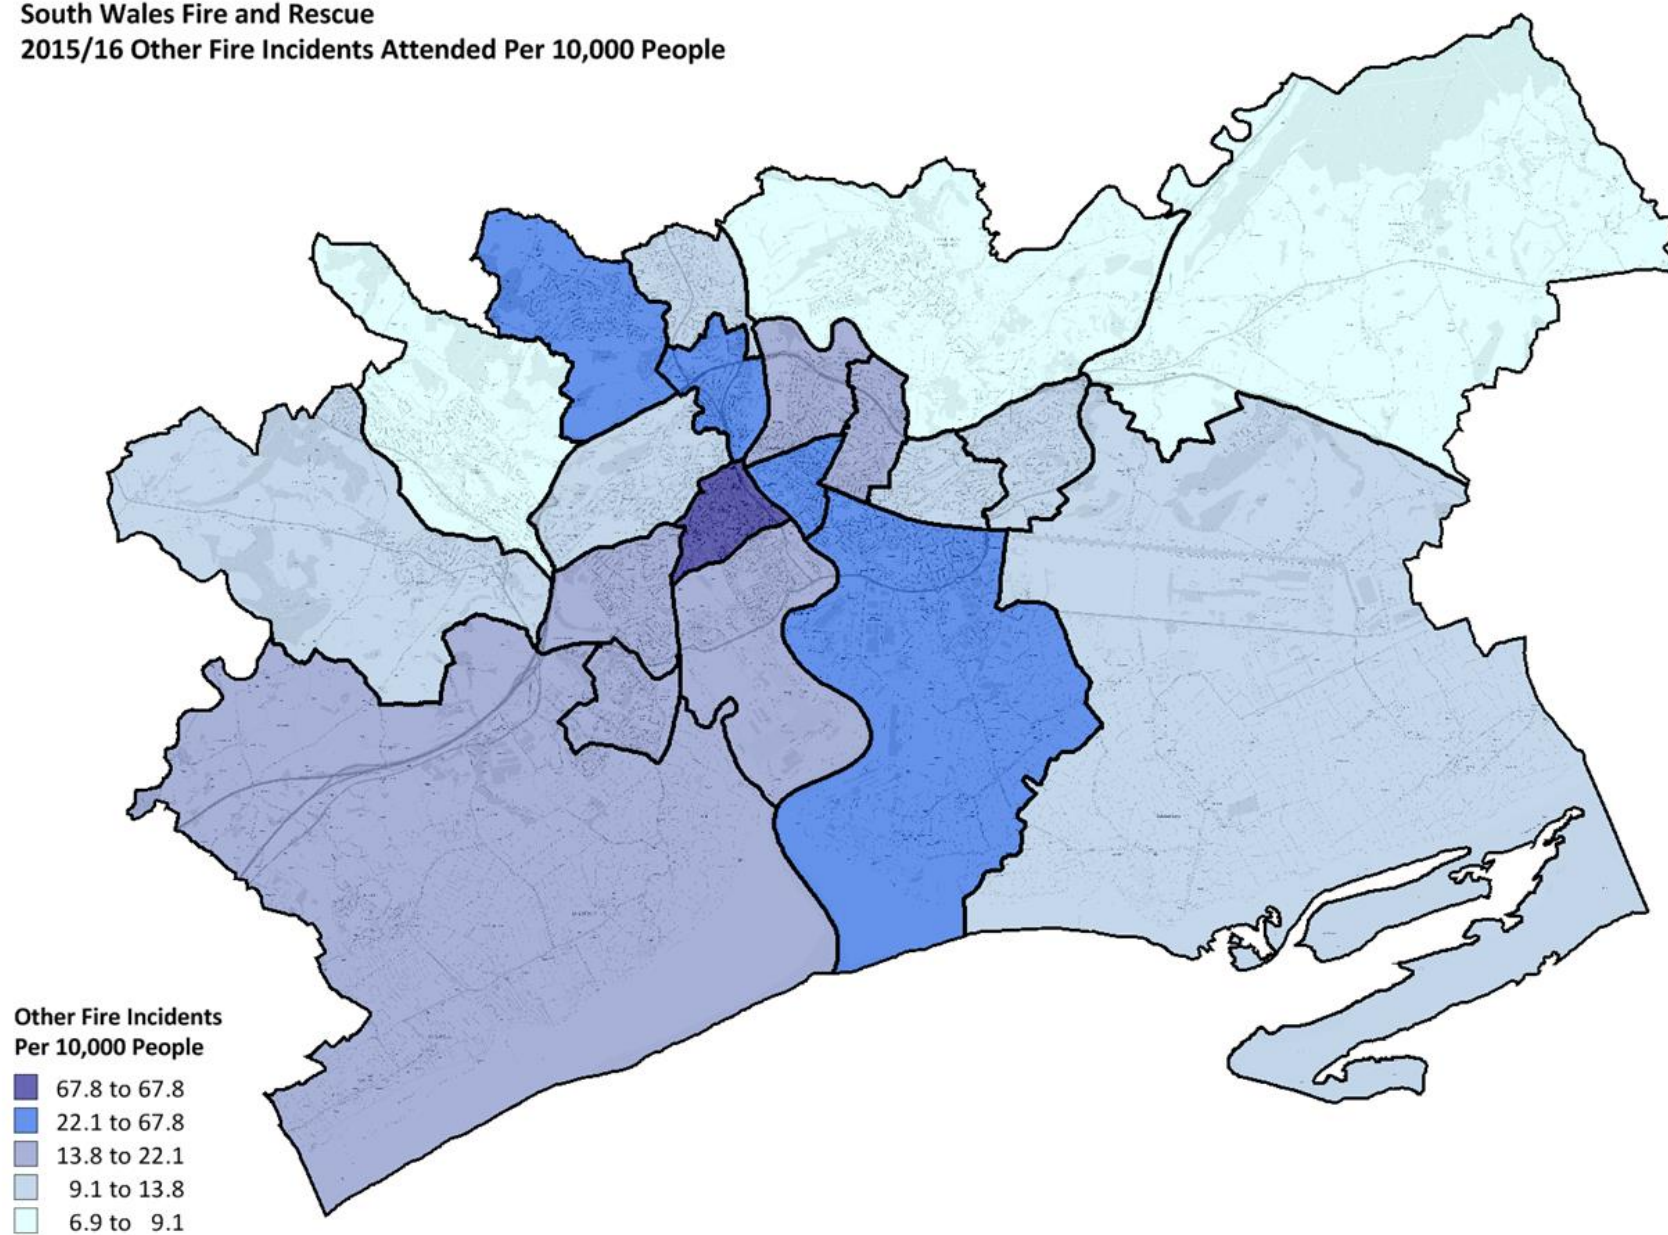 South Wales Fire and Rescue
2015/16 Other Fire Incidents Attended Per 10,000 People
Other Fire Incidents
Per 10,000 People
67.8 to 67.8
22.1 to 67.8
13.8 to 22.1
9.1 to 13.8
6.9 to 9.1